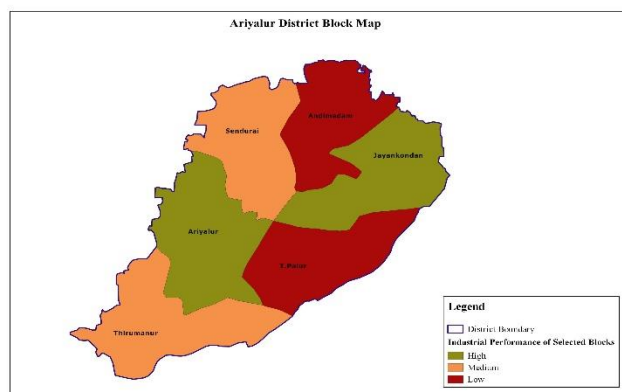 Ariyalur District Block Map
Andimadam
Sendurai
Jayankondan
Ariyalur
T.Palur
Thirumanur
Legend
District Boundary
Industrial Performance of Selected Blocks
High
Medium
Low